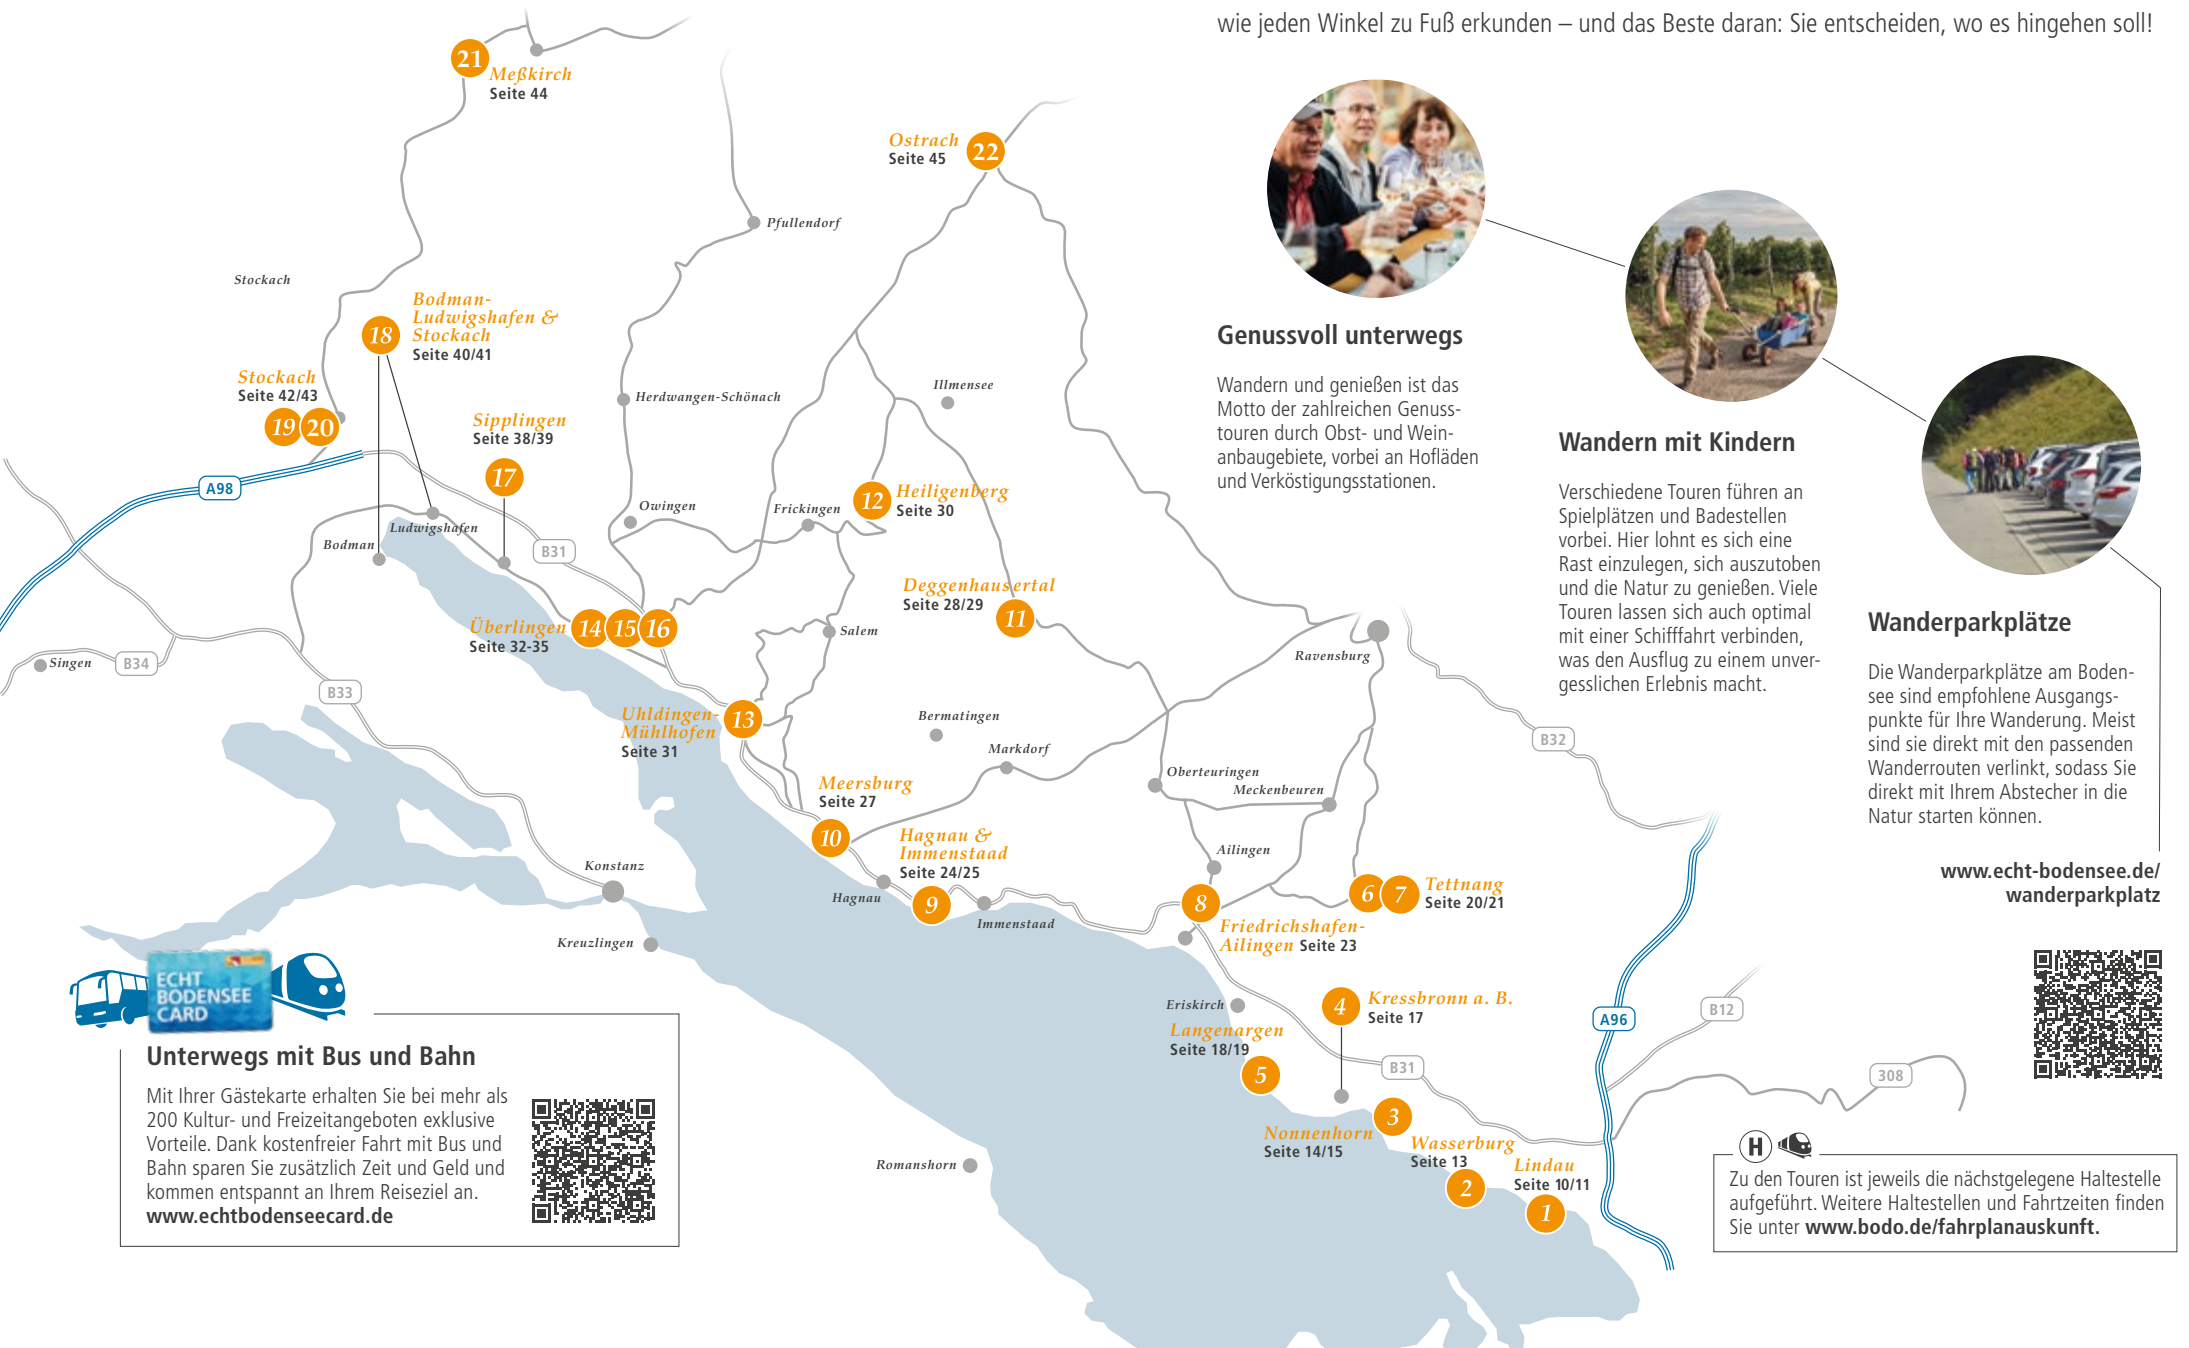 wie jeden Winkel zu Fuß erkunden – und das Beste daran: Sie entscheiden, wo es hingehen soll!
21
Meßkirch
Seite 44
Ostrach
Seite 45
22
Pfullendorf
Stockach
18
Bodman-
Ludwigshafen &
Stockach
Seite 40/41
Stockach
Seite 42/43
19
20
Sipplingen
Seite 38/39
17
Herdwangen-Schönach
Illmensee
A98
Ludwigshafen
Bodman
B31
Owingen
Frickingen
12
Heiligenberg
Seite 30
Deggenhausertal
Seite 28/29
11
Überlingen
Seite 32-35
14
15
16
Salem
Singen
B34
B33
Ravensburg
Uhldingen-
Mühlhofen
Seite 31
13
Bermatingen
Markdorf
B32
Oberteuringen
Meckenbeuren
Meersburg
Seite 27
10
Hagnau &
Immenstaad
Seite 24/25
9
Hagnau
Immenstaad
Konstanz
Kreuzlingen
Ailingen
8
Friedrichshafen-
Ailingen Seite 23
6
7
Tettnang
Seite 20/21
Eriskirch
Langenargen
Seite 18/19
5
4
Kressbronn a. B.
Seite 17
B31
A96
B12
308
3
Nonnenhorn
Seite 14/15
Wasserburg
Seite 13
2
Lindau
Seite 10/11
1
Romanshorn
Genussvoll unterwegs
Wandern und genießen ist das
Motto der zahlreichen Genuss-
touren durch Obst- und Wein-
anbaugebiete, vorbei an Hofläden
und Verköstigungsstationen.
Wandern mit Kindern
Verschiedene Touren führen an
Spielplätzen und Badestellen
vorbei. Hier lohnt es sich eine
Rast einzulegen, sich auszutoben
und die Natur zu genießen. Viele
Touren lassen sich auch optimal
mit einer Schifffahrt verbinden,
was den Ausflug zu einem unver-
gesslichen Erlebnis macht.
Wanderparkplätze
Die Wanderparkplätze am Boden-
see sind empfohlene Ausgangs-
punkte für Ihre Wanderung. Meist
sind sie direkt mit den passenden
Wanderrouten verlinkt, sodass Sie
direkt mit Ihrem Abstecher in die
Natur starten können.
www.echt-bodensee.de/
wanderparkplatz
ECHT
BODENSEE
CARD
Unterwegs mit Bus und Bahn
Mit Ihrer Gästekarte erhalten Sie bei mehr als
200 Kultur- und Freizeitangeboten exklusive
Vorteile. Dank kostenfreier Fahrt mit Bus und
Bahn sparen Sie zusätzlich Zeit und Geld und
kommen entspannt an Ihrem Reiseziel an.
www.echtbodenseecard.de
H
Zu den Touren ist jeweils die nächstgelegene Haltestelle
aufgeführt. Weitere Haltestellen und Fahrtzeiten finden
Sie unter www.bodo.de/fahrplanauskunft.